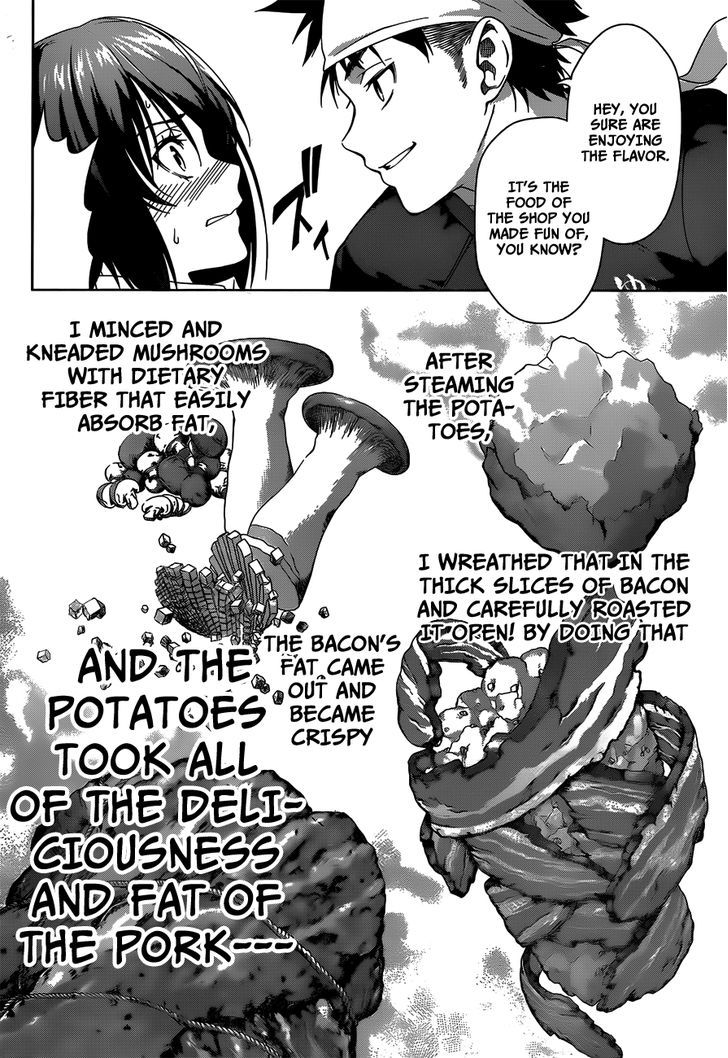 HEY, YOU
SURE ARE
ENJOYING
THE FLAVOR.
IT'S THE
FOOD OF
THE SHOP YOU
MADE FUN OF,
YOU KNOW?
ズイ
ゆ
AFTER
STEAMING
THE POTA-
TOES,
I MINCED AND
KNEADED MUSHROOMS
WITH DIETARY
FIBER THAT EASILY
ABSORB FAT,
I WREATHED THAT IN THE
THICK SLICES OF BACON
AND CAREFULLY ROASTED
IT OPEN! BY DOING THAT
THE BACON'S
FAT CAME
OUT AND
BECAME
CRISPY
AND THE
POTATOES
TOOK ALL
OF THE DELI-
CIOUSNESS
AND FAT OF
THE PORK---